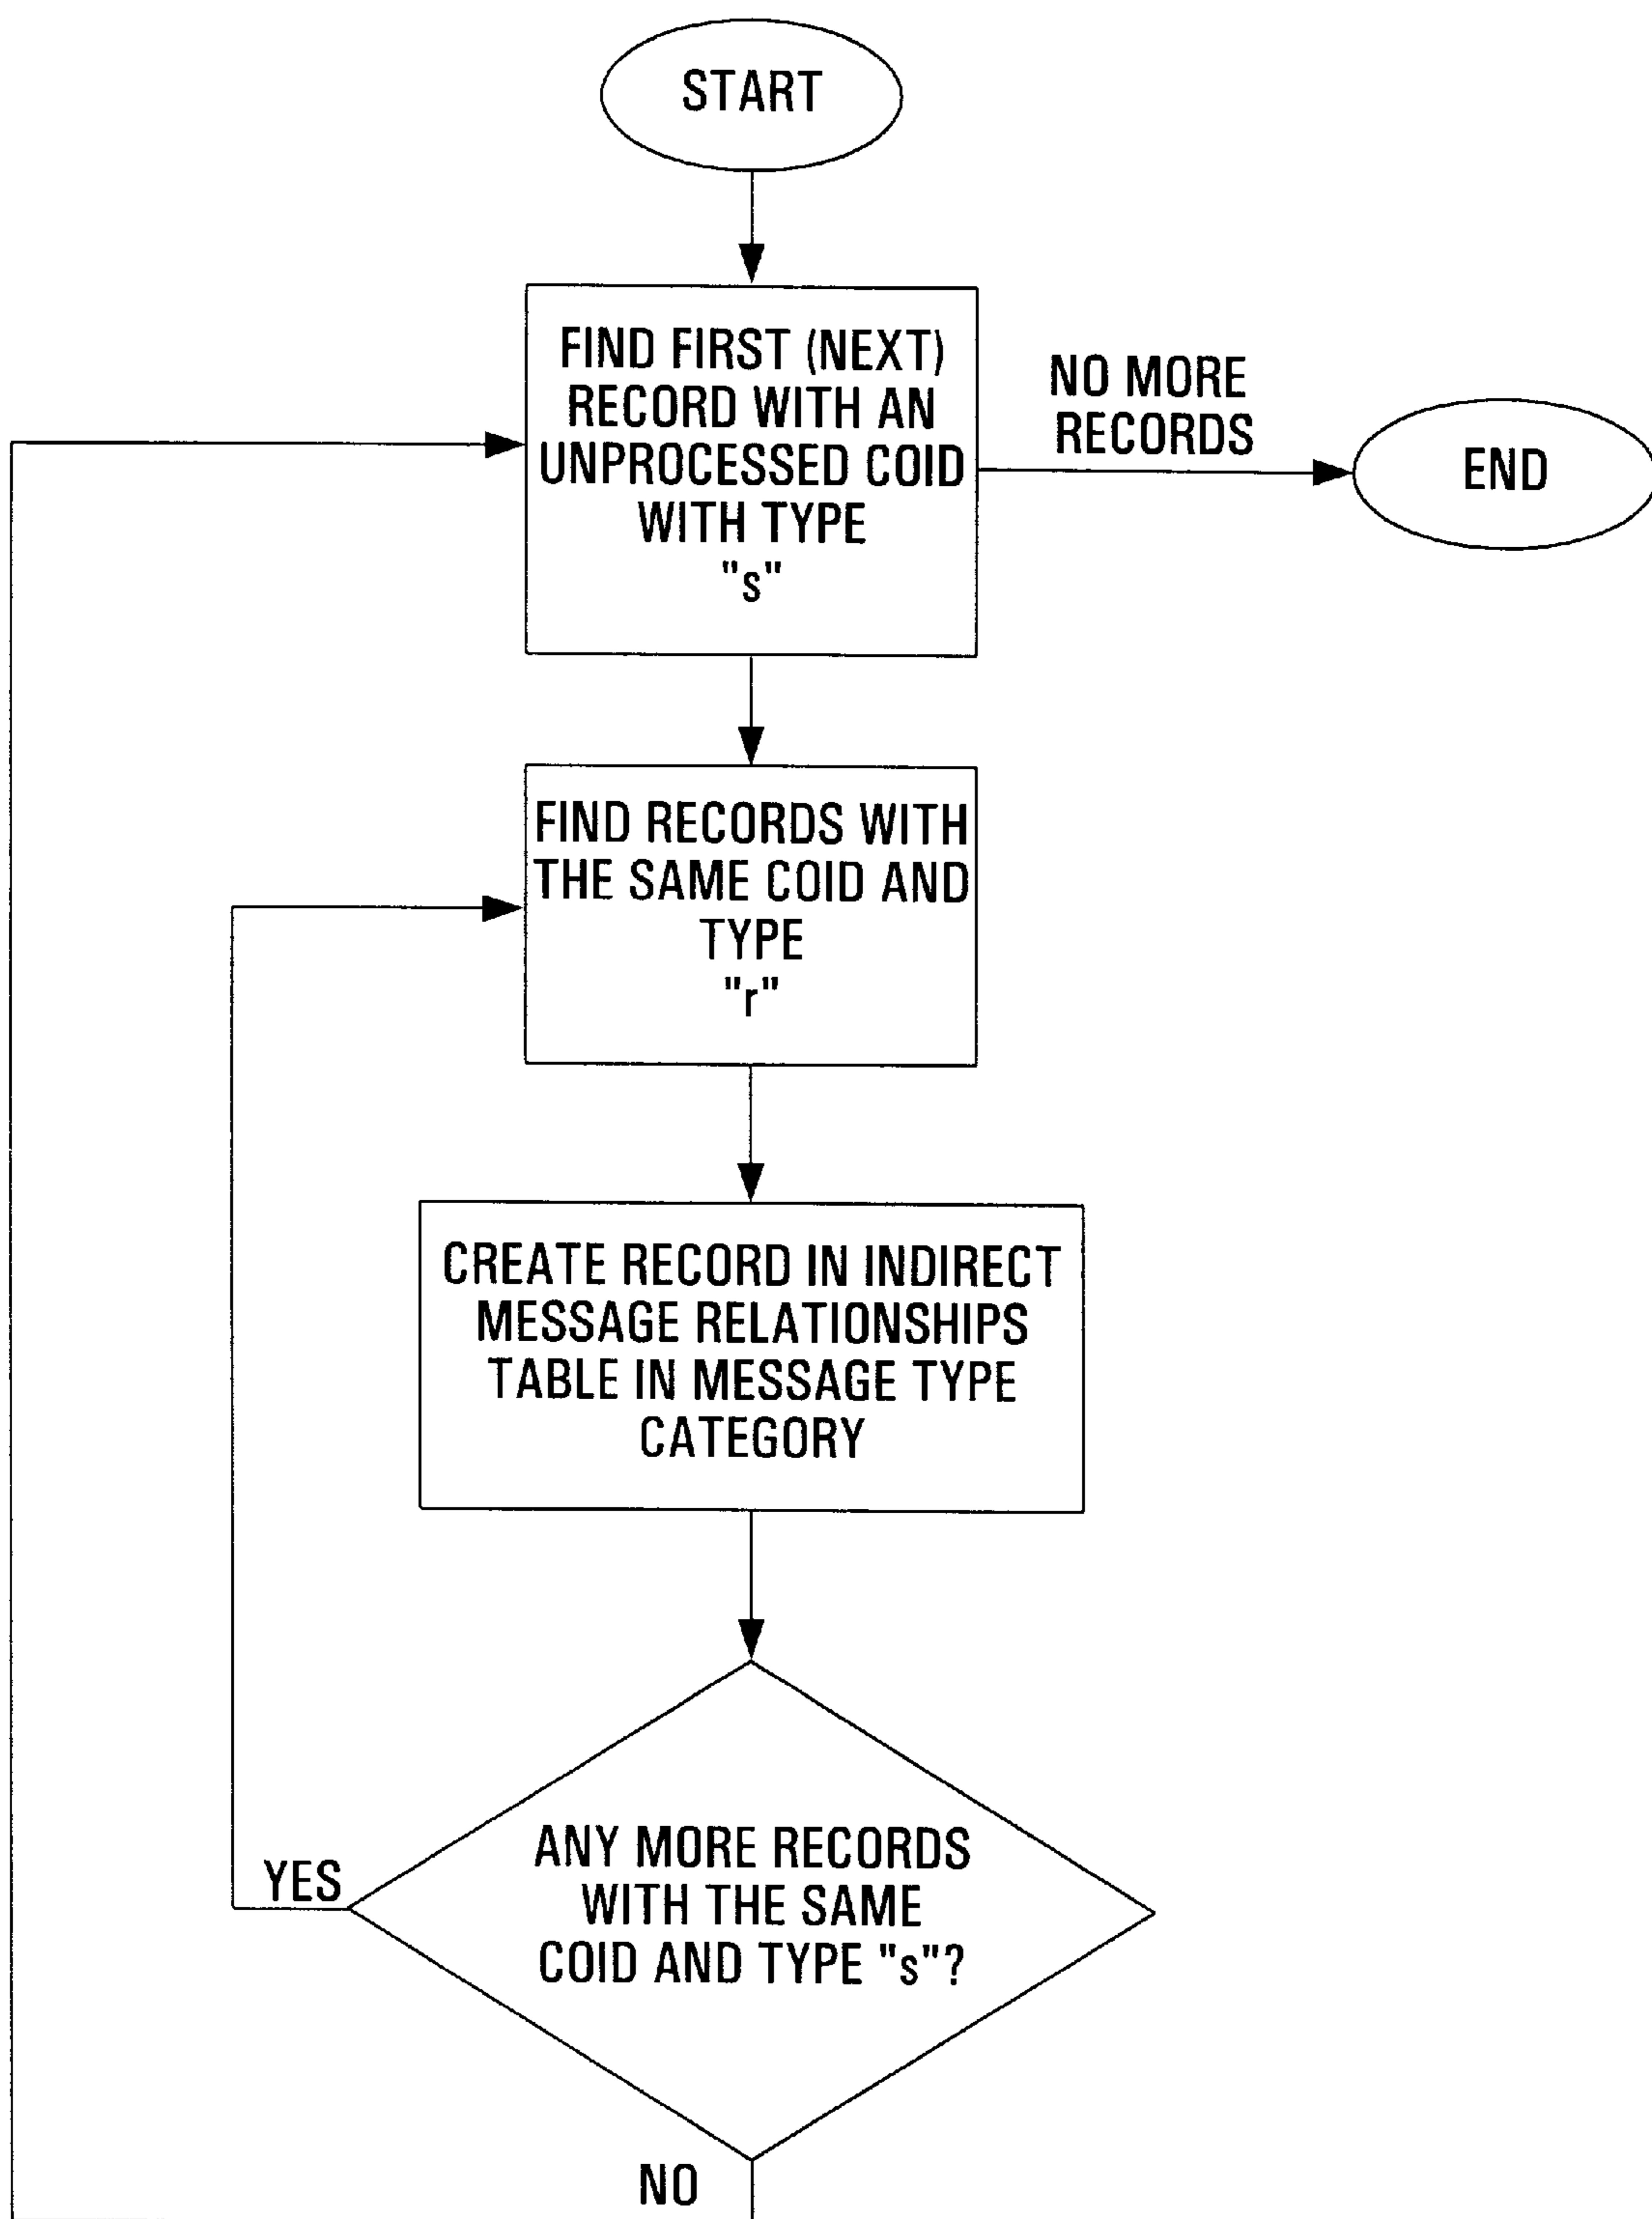 START
FIND FIRST (NEXT)
RECORD WITH AN
UNPROCESSED COID
WITH TYPE
"s"
NO MORE
RECORDS
END
FIND RECORDS WITH
THE SAME COID AND
TYPE
"r"
CREATE RECORD IN INDIRECT
MESSAGE RELATIONSHIPS
TABLE IN MESSAGE TYPE
CATEGORY
ANY MORE RECORDS
WITH THE SAME
COID AND TYPE "s"?
YES
NO